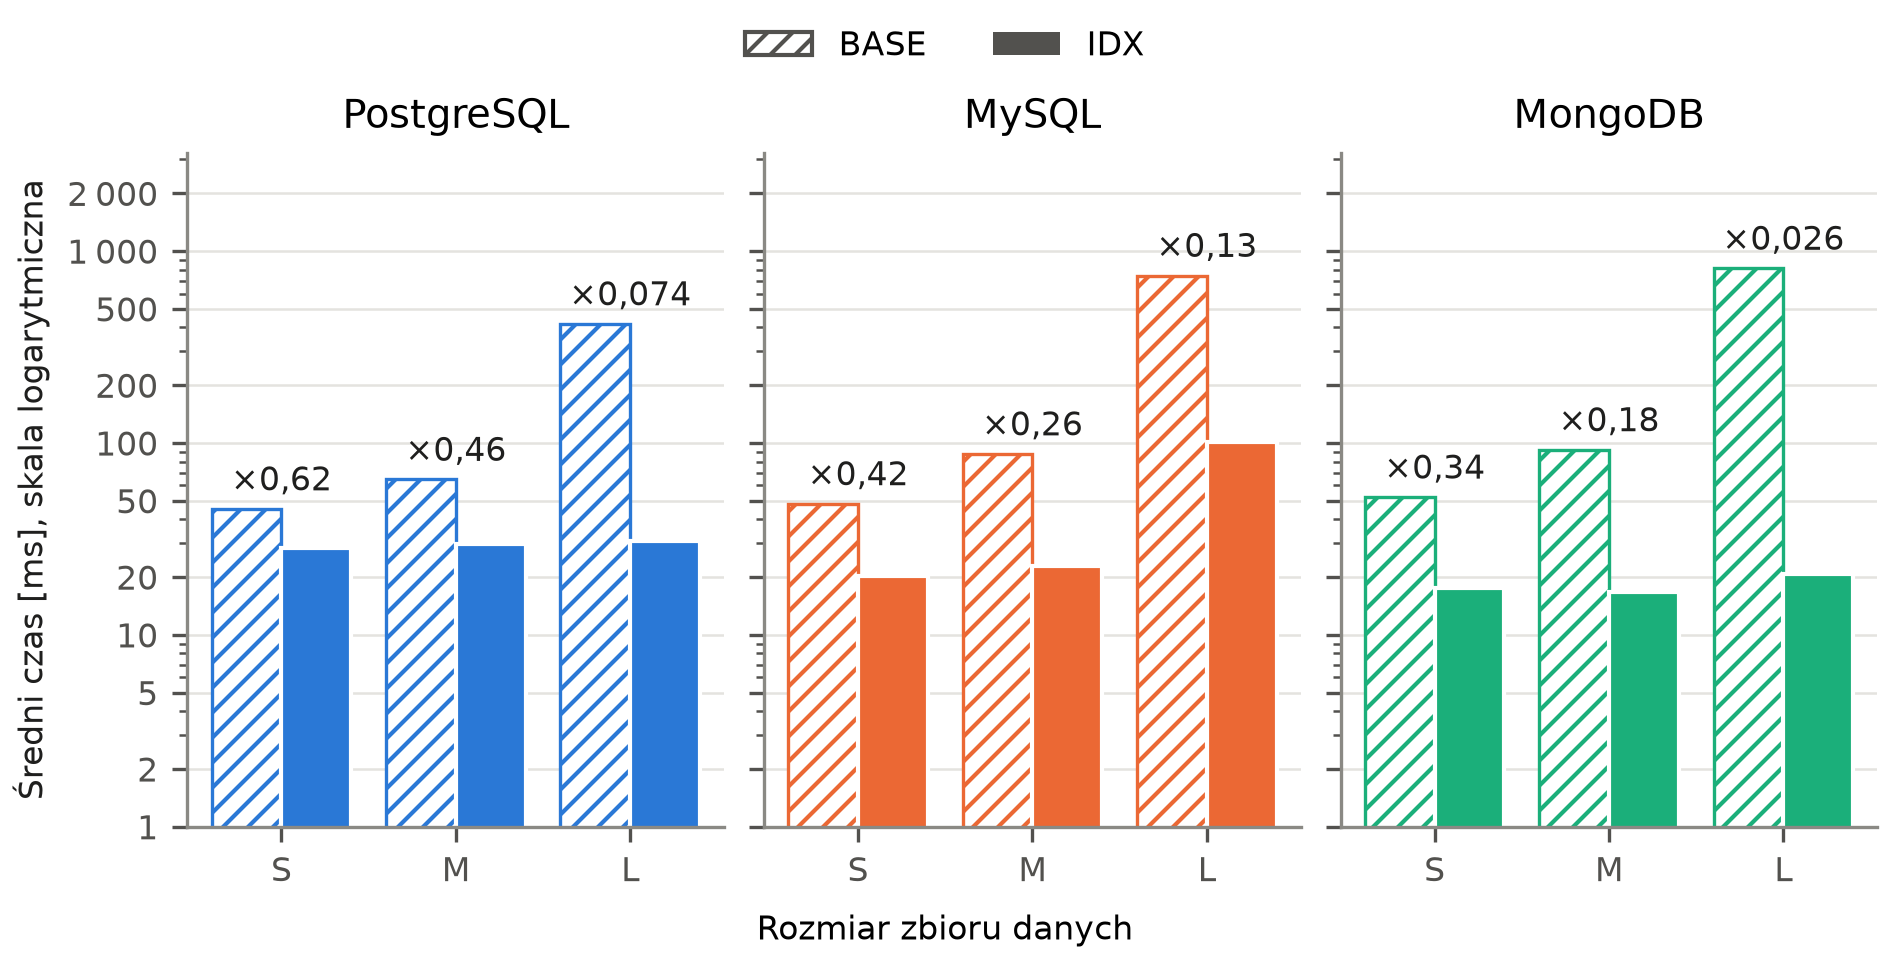 BASE IDX
PostgreSQL MySQL MongoDB
Średni czas [ms], skala logarytmiczna
2 000
1 000
500
200
100
50
20
10
5
2
1
×0,62 ×0,46 ×0,074
×0,42 ×0,26 ×0,13
×0,34 ×0,18 ×0,026
S M L S M L S M L
Rozmiar zbioru danych